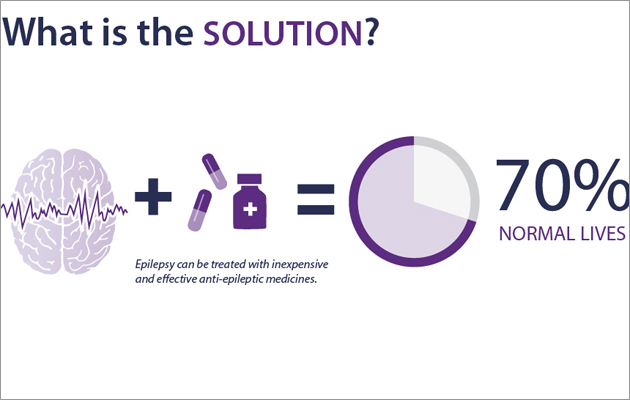 What is the SOLUTION?
70%
NORMAL LIVES
Epilepsy can be treated with inexpensive
and effective anti-epileptic medicines.